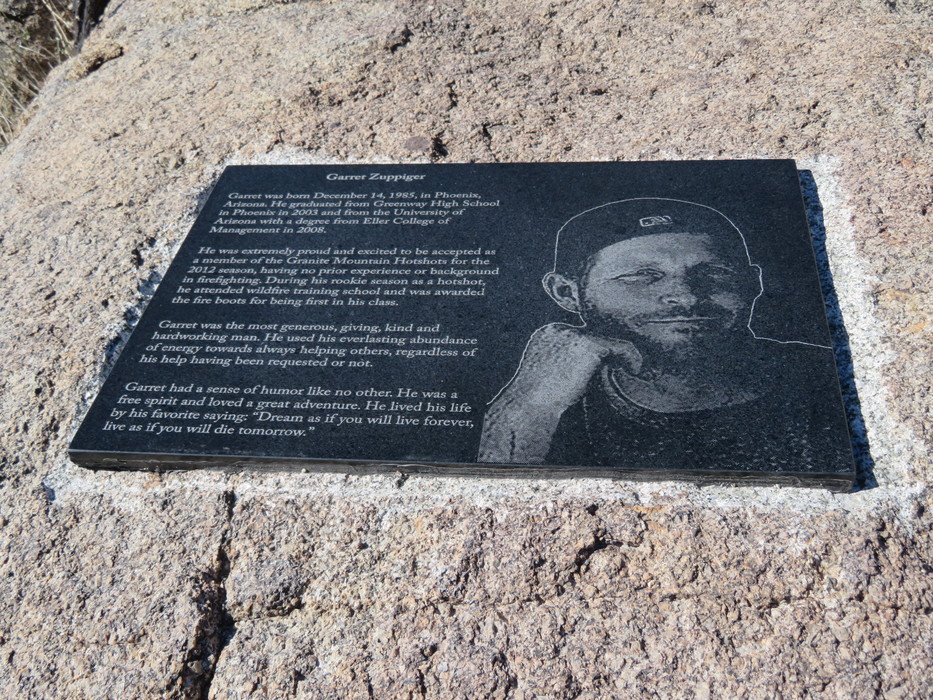 Garret Zuppiger
Garret was born December 14, 1985, in Phoenix,
Arizona. He graduated from Greenway High School
in Phoenix in 2003 and from the University of
Arizona with a degree from Eller College of
Management in 2008.
He was extremely proud and excited to be accepted as
a member of the Granite Mountain Hotshots for the
2012 season, having no prior experience or background
in firefighting. During his rookie season as a hotshot,
he attended wildfire training school and was awarded
the fire boots for being first in his class.
Garret was the most generous, giving, kind and
hardworking man. He used his everlasting abundance
of energy towards always helping others, regardless of
his help having been requested or not.
Garret had a sense of humor like no other. He was a
free spirit and loved a great adventure. He lived his life
by his favorite saying: “Dream as if you will live forever,
live as if you will die tomorrow.”